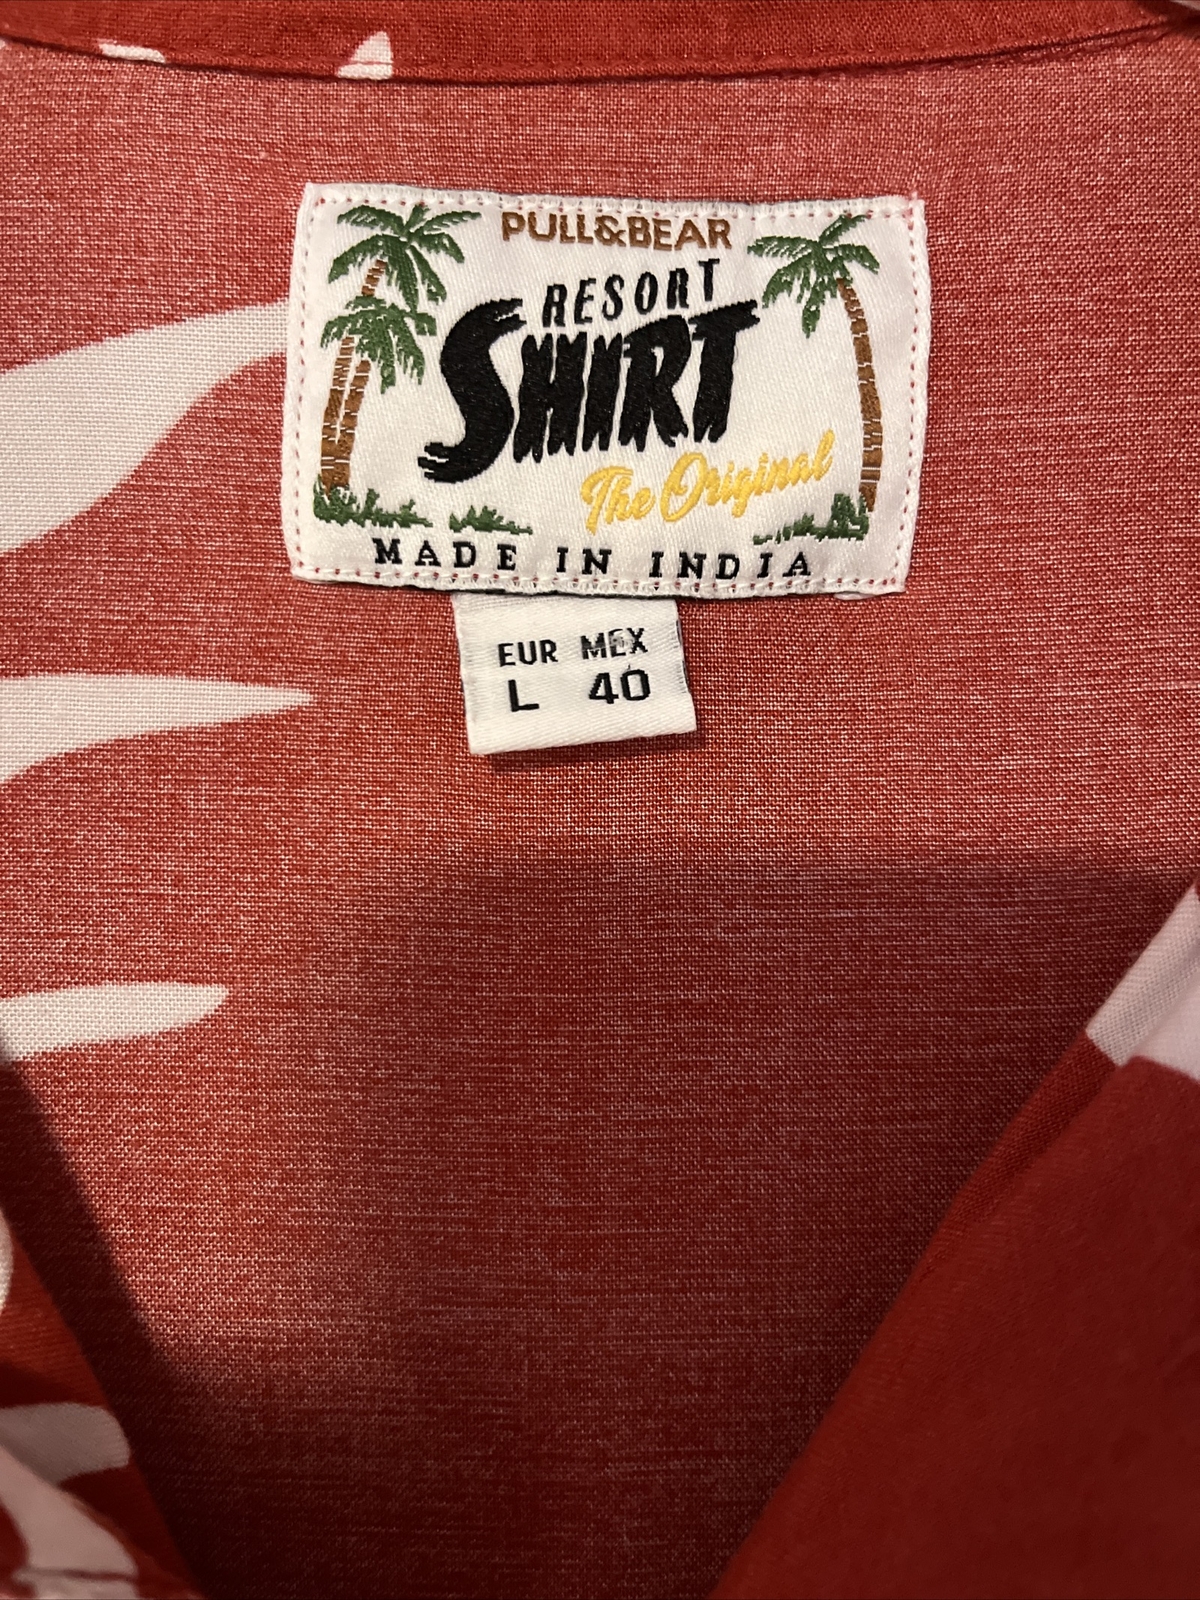 PULL&BEAR
RESORT
SHIRT
The Original
MADE IN INDIA
EUR MEX
L 40